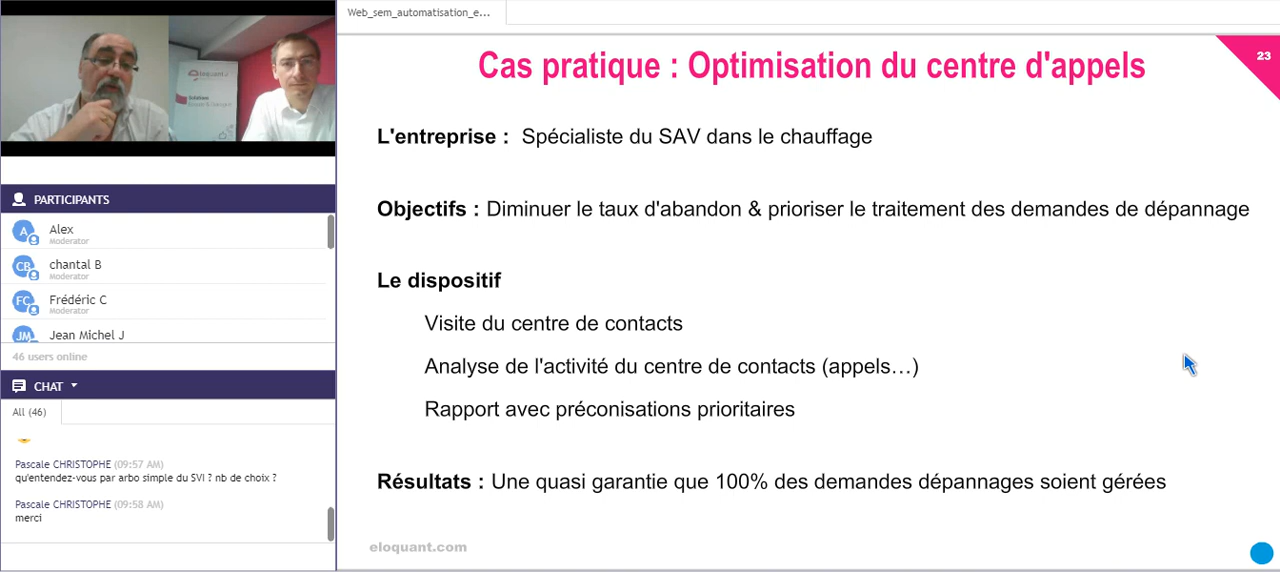 eloquant
PARTICIPANTS
A
Alex
Moderator
CB
chantal B
Moderator
FC
Frédéric C
Moderator
JM
Jean Michel J
46 users online
CHAT
All (46)
Pascale CHRISTOPHE (09:57 AM)
qu'entendez-vous par arbo simple du SVI ? nb de choix ?
Pascale CHRISTOPHE (09:58 AM)
merci
Web_sem_automatisation_e...
23
Cas pratique : Optimisation du centre d'appels
L'entreprise : Spécialiste du SAV dans le chauffage
Objectifs : Diminuer le taux d'abandon & prioriser le traitement des demandes de dépannage
Le dispositif
Visite du centre de contacts
Analyse de l'activité du centre de contacts (appels…)
Rapport avec préconisations prioritaires
Résultats : Une quasi garantie que 100% des demandes dépannages soient gérées
eloquant.com